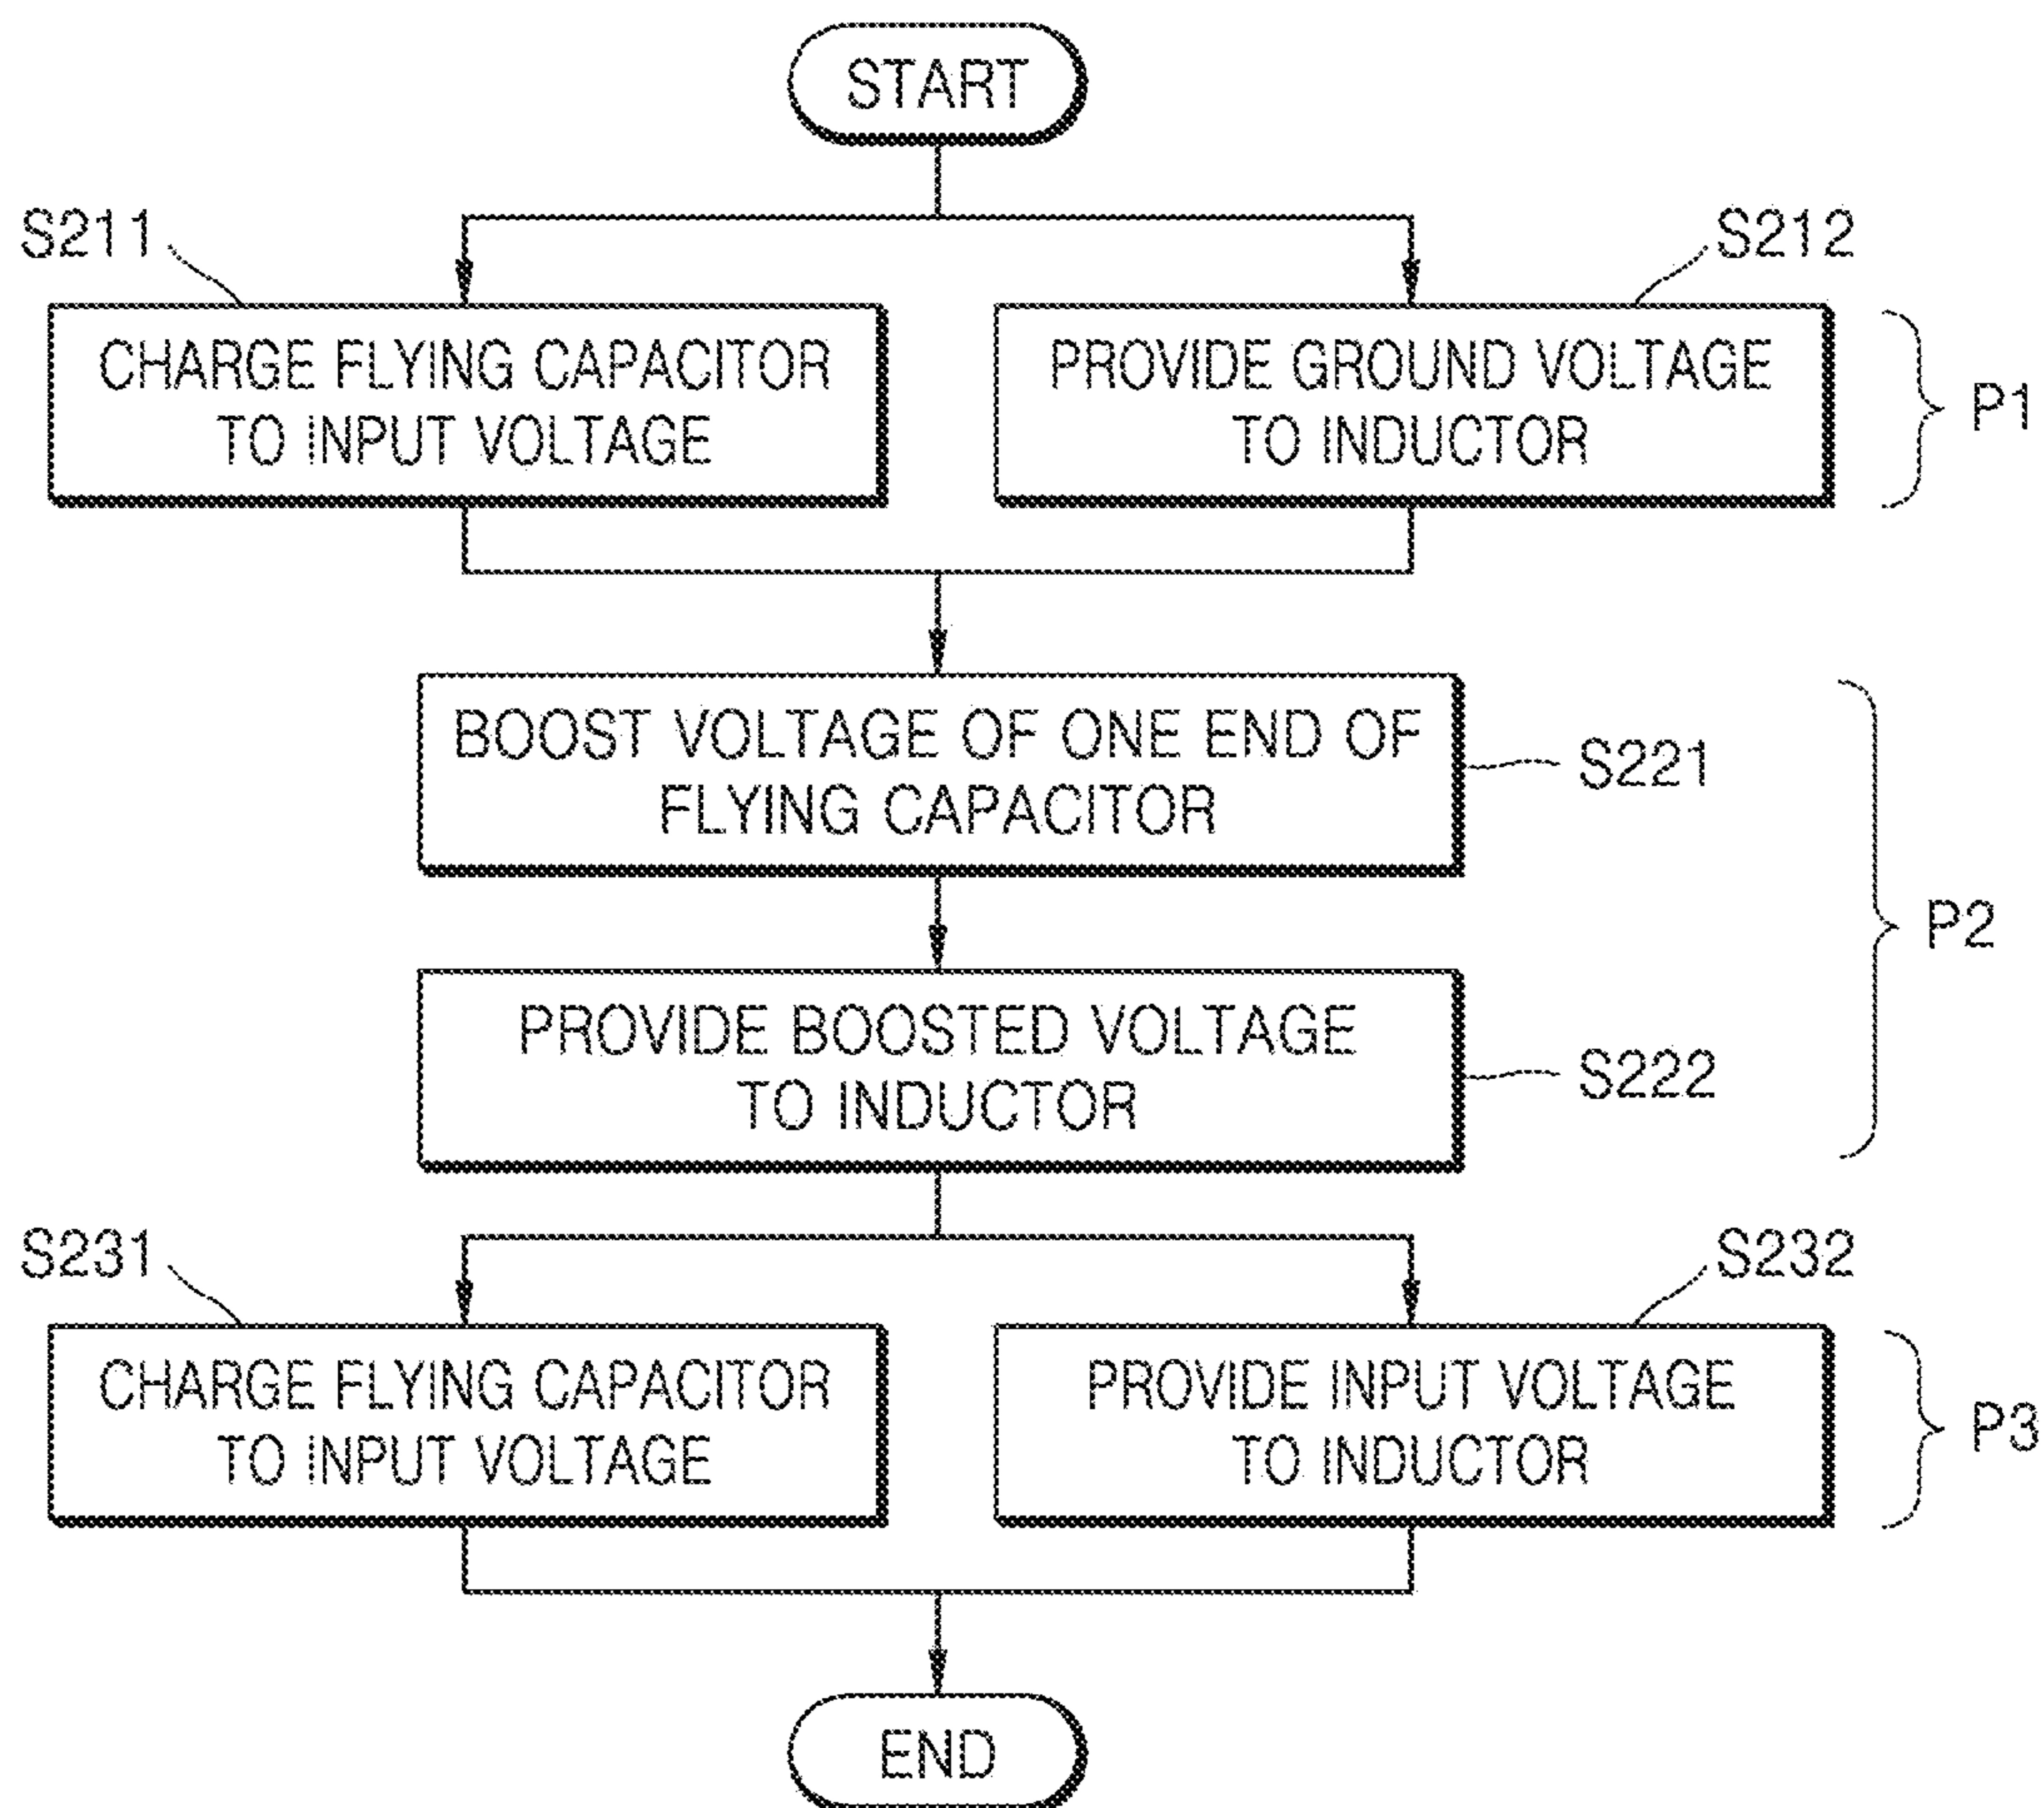 START
S211
S212
CHARGE FLYING CAPACITOR
TO INPUT VOLTAGE
PROVIDE GROUND VOLTAGE
TO INDUCTOR
P1
BOOST VOLTAGE OF ONE END OF
FLYING CAPACITOR
S221
P2
PROVIDE BOOSTED VOLTAGE
TO INDUCTOR
S222
S231
S232
CHARGE FLYING CAPACITOR
TO INPUT VOLTAGE
PROVIDE INPUT VOLTAGE
TO INDUCTOR
P3
END